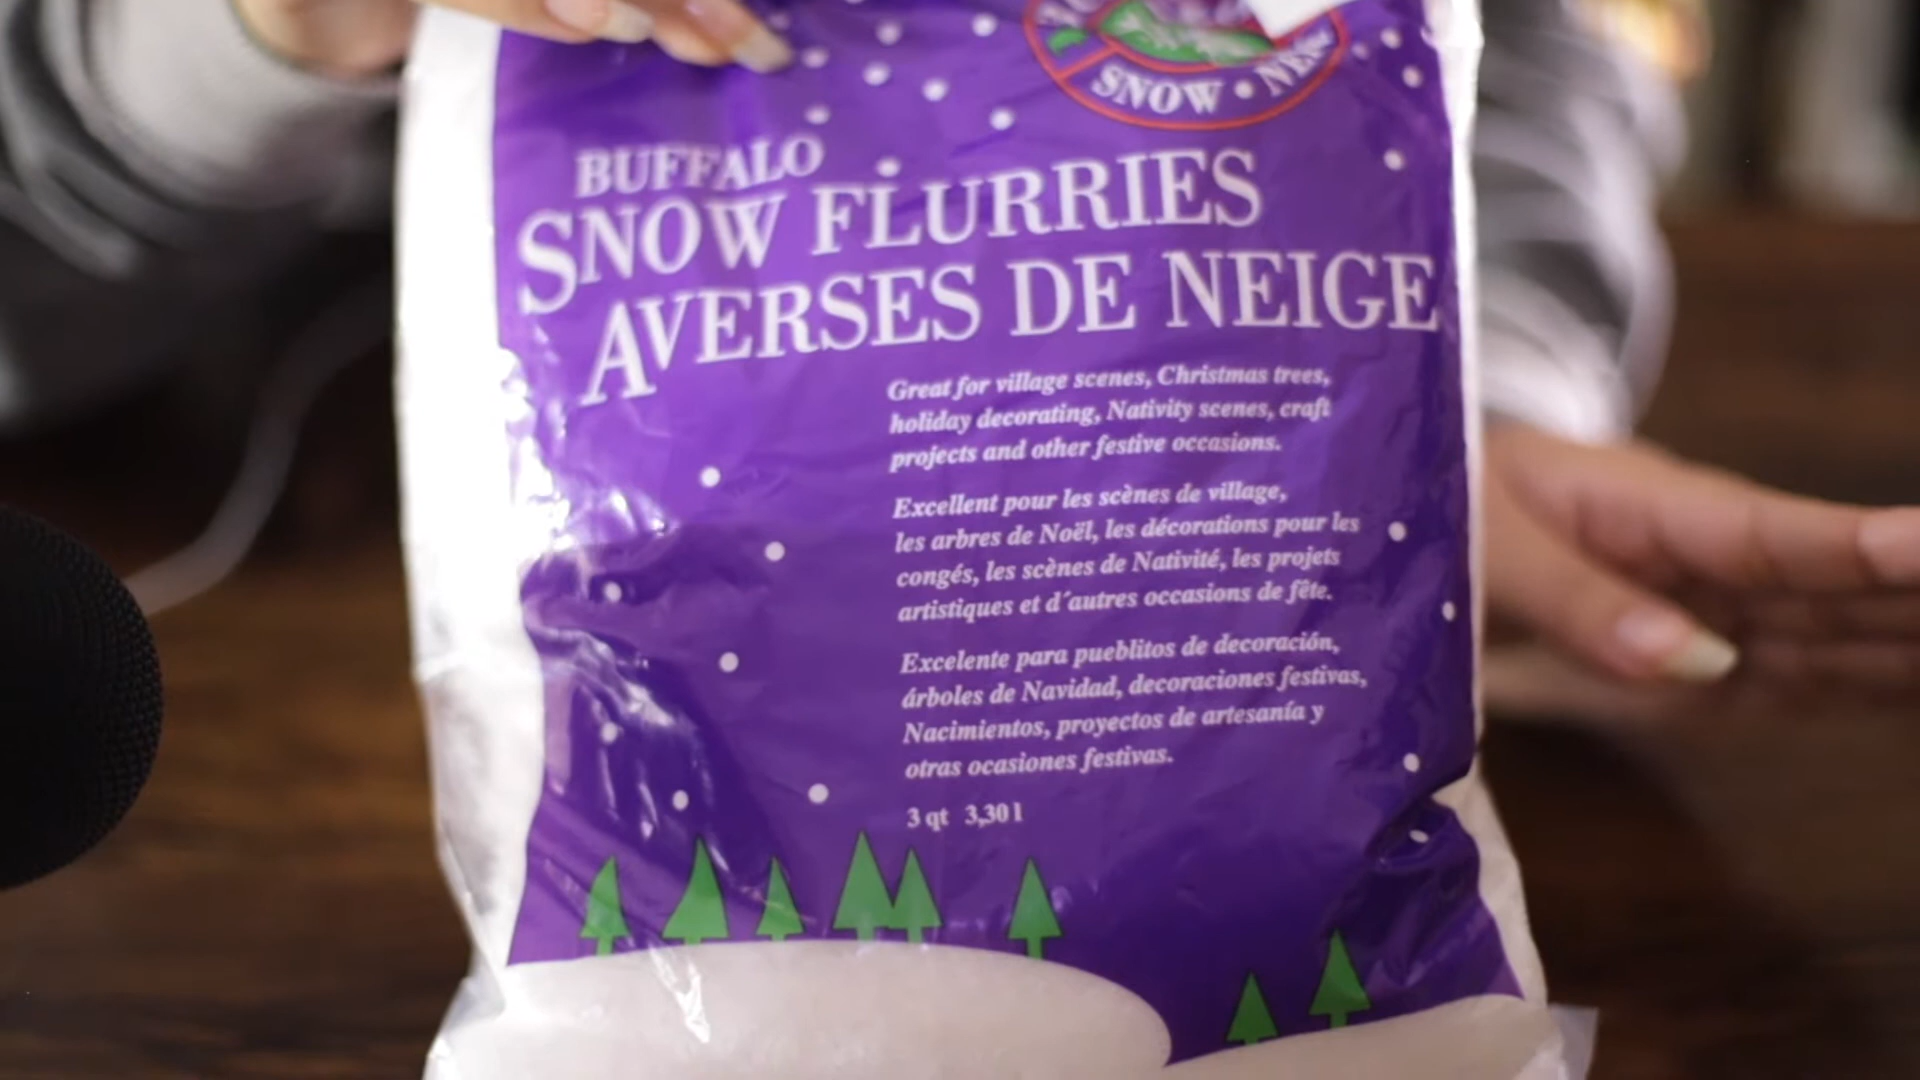 SNOW •
BUFFALO
SNOW FLURRIES
AVERSES DE NEIGE
Great for village scenes, Christmas trees,
holiday decorating, Nativity scenes, craft
projects and other festive occasions.
Excellent pour les scènes de village,
les arbres de Noël, les décorations pour les
congés, les scènes de Nativité, les projets
artistiques et d´autres occasions de fête.
Excelente para pueblitos de decoración,
árboles de Navidad, decoraciones festivas,
Nacimientos, proyectos de artesanía y
otras ocasiones festivas.
3 qt 3,30 l